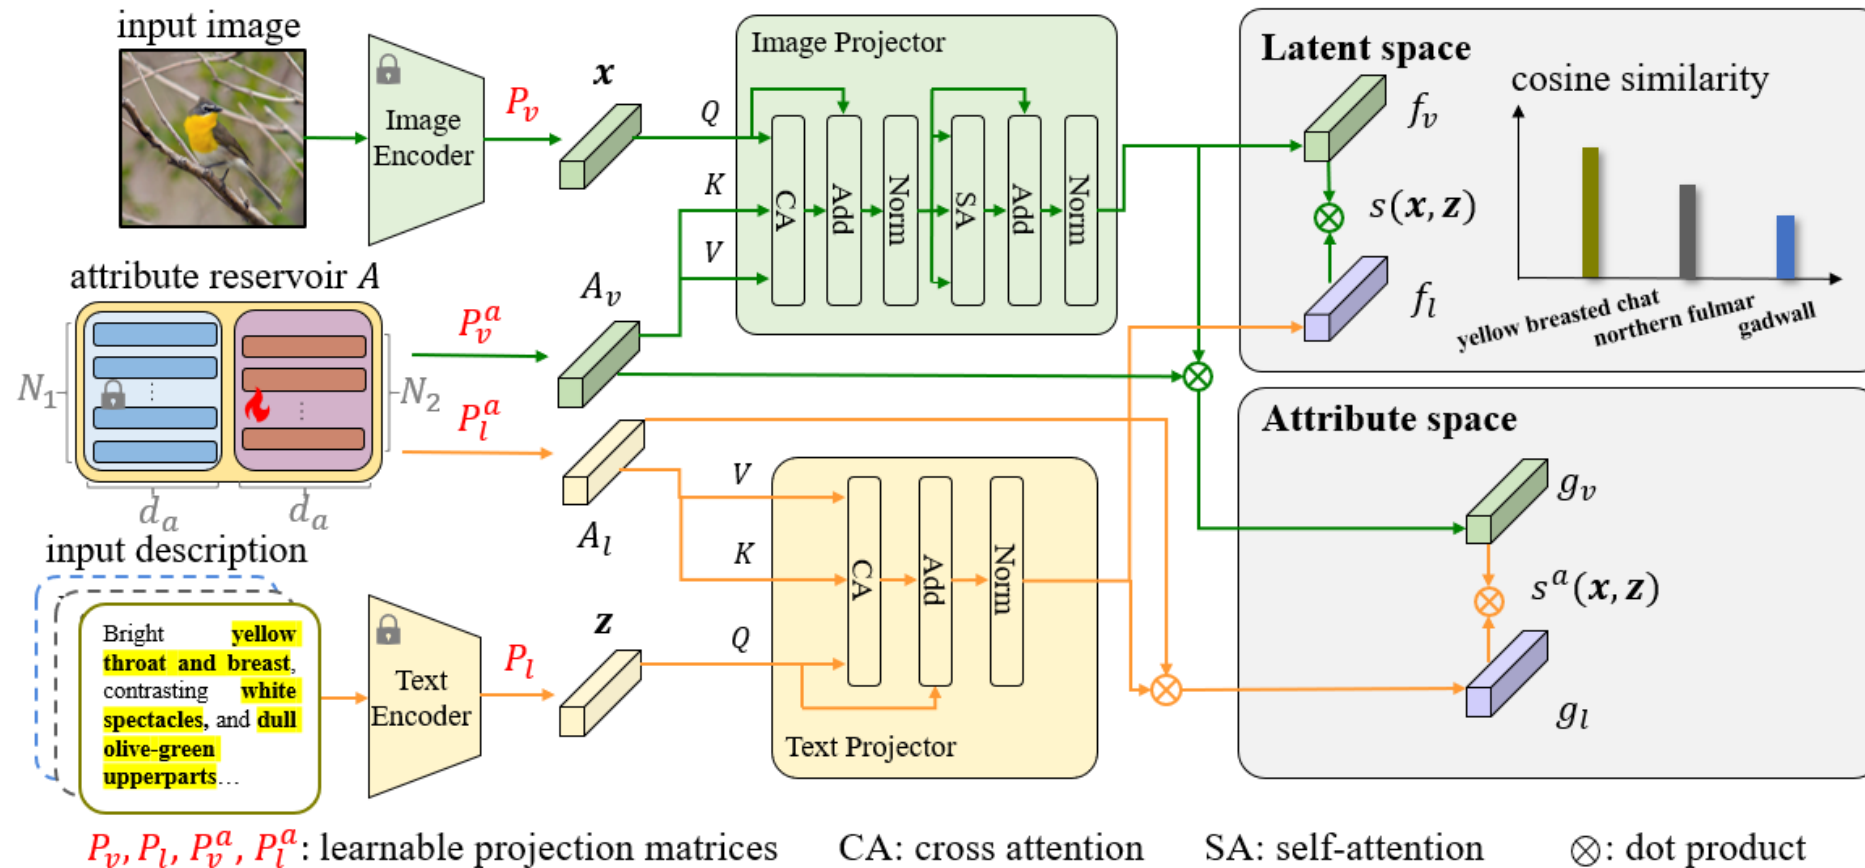 input image
Image
Encoder
P_v
x
Image Projector
Q
K
V
CA
Add
Norm
SA
Add
Norm
Latent space
f_v
s(x, z)
f_l
cosine similarity
yellow breasted chat
northern fulmar
gadwall
attribute reservoir A
N_1
N_2
d_a
d_a
P_v^a
P_l^a
A_v
A_l
input description
Bright yellow
throat and breast,
contrasting white
spectacles, and dull
olive-green
upperparts…
Text
Encoder
P_l
z
V
K
Q
CA
Add
Norm
Text Projector
Attribute space
g_v
s^a(x, z)
g_l
P_v, P_l, P_v^a, P_l^a: learnable projection matrices CA: cross attention SA: self-attention ⊗: dot product